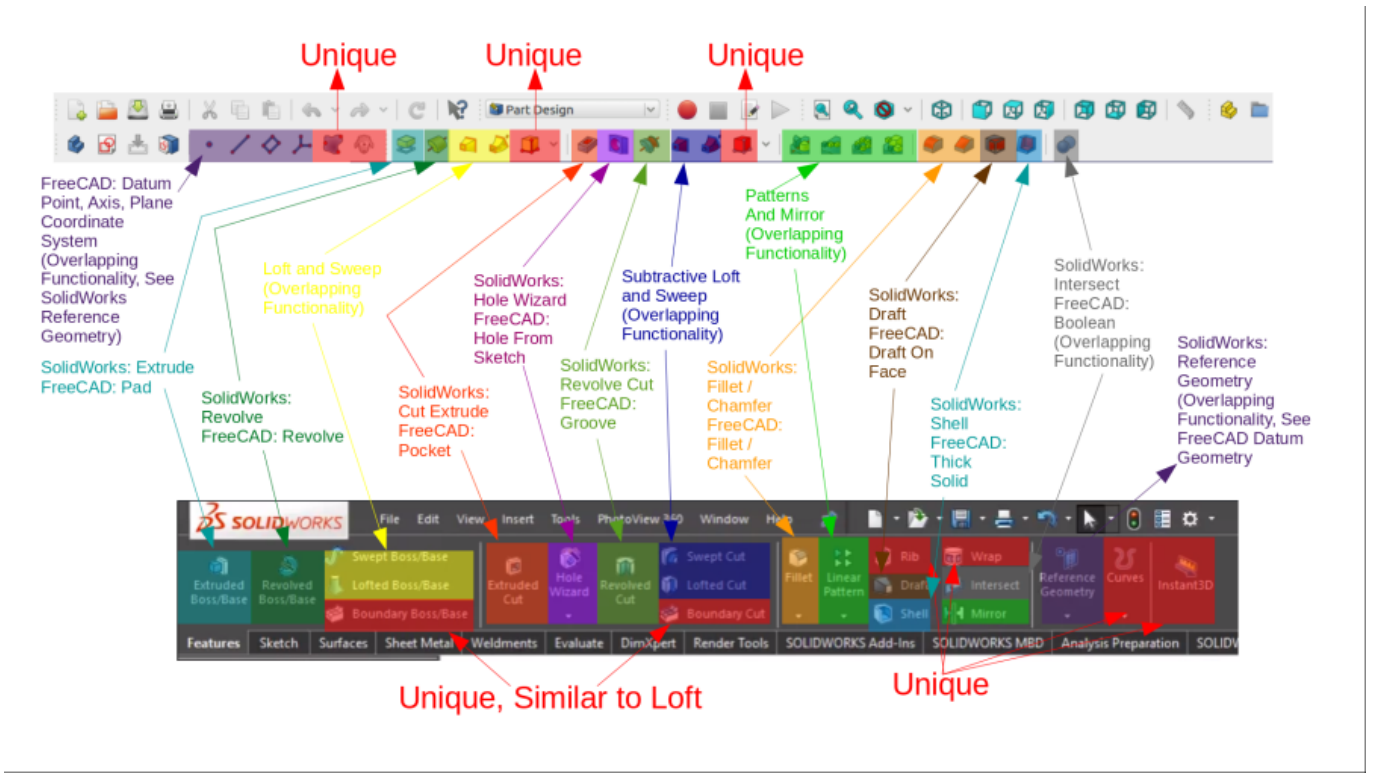 Unique
Unique
Unique
Part Design
FreeCAD: Datum
Point, Axis, Plane
Coordinate
System
(Overlapping
Functionality, See
SolidWorks
Reference
Geometry)
SolidWorks: Extrude
FreeCAD: Pad
SolidWorks:
Revolve
FreeCAD: Revolve
Loft and Sweep
(Overlapping
Functionality)
SolidWorks:
Cut Extrude
FreeCAD:
Pocket
SolidWorks:
Hole Wizard
FreeCAD:
Hole From
Sketch
SolidWorks:
Revolve Cut
FreeCAD:
Groove
Subtractive Loft
and Sweep
(Overlapping
Functionality)
Patterns
And Mirror
(Overlapping
Functionality)
SolidWorks:
Fillet /
Chamfer
FreeCAD:
Fillet /
Chamfer
SolidWorks:
Draft
FreeCAD:
Draft On
Face
SolidWorks:
Shell
FreeCAD:
Thick
Solid
SolidWorks:
Intersect
FreeCAD:
Boolean
(Overlapping
Functionality)
SolidWorks:
Reference
Geometry
(Overlapping
Functionality, See
FreeCAD Datum
Geometry
SOLIDWORKS
File Edit View Insert Tools PhotoView 360 Window Help
Extruded
Boss/Base
Revolved
Boss/Base
Swept Boss/Base
Lofted Boss/Base
Boundary Boss/Base
Extruded
Cut
Hole
Wizard
Revolved
Cut
Swept Cut
Lofted Cut
Boundary Cut
Fillet
Linear
Pattern
Rib
Draft
Shell
Wrap
Intersect
Mirror
Reference
Geometry
Curves
Instant3D
Features Sketch Surfaces Sheet Metal Weldments Evaluate DimXpert Render Tools SOLIDWORKS Add-Ins SOLIDWORKS MBD Analysis Preparation SOLIDW
Unique, Similar to Loft
Unique